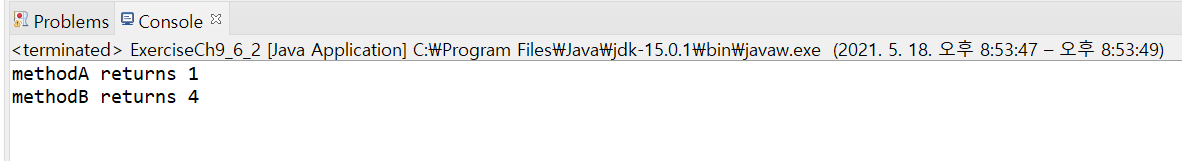 Problems Console
<terminated> ExerciseCh9_6_2 [Java Application] C:₩Program Files₩Java₩jdk-15.0.1₩bin₩javaw.exe (2021. 5. 18. 오후 8:53:47 – 오후 8:53:49)
methodA returns 1
methodB returns 4